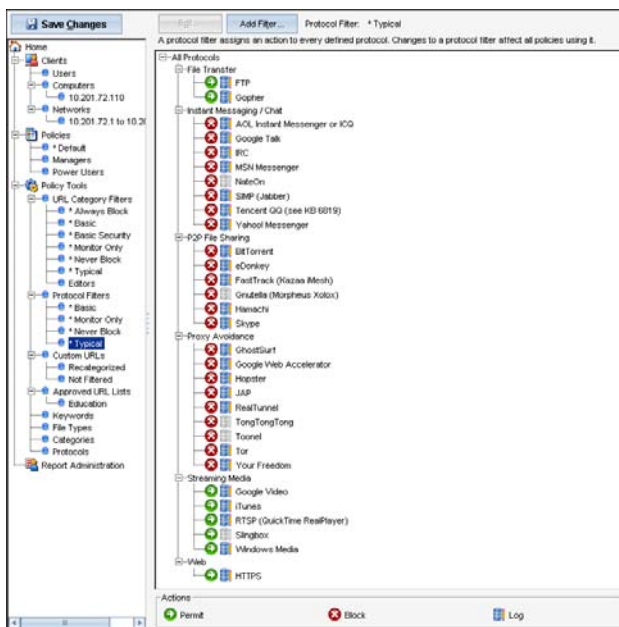 Save Changes
Edit...
Add Filter...
Protocol Filter: * Typical
A protocol filter assigns an action to every defined protocol. Changes to a protocol filter affect all policies using it.
Home
Clients
Users
Computers
10.201.72.110
Networks
10.201.72.1 to 10.20
Policies
* Default
Managers
Power Users
Policy Tools
URL Category Filters
* Always Block
* Basic
* Basic Security
* Monitor Only
* Never Block
* Typical
Editors
Protocol Filters
* Basic
* Monitor Only
* Never Block
* Typical
Custom URLs
Recategorized
Not Filtered
Approved URL Lists
Education
Keywords
File Types
Categories
Protocols
Report Administration
All Protocols
File Transfer
FTP
Gopher
Instant Messaging / Chat
AOL Instant Messenger or ICQ
Google Talk
IRC
MSN Messenger
NateOn
SIMP (Jabber)
Tencent QQ (see KB 6819)
Yahoo! Messenger
P2P File Sharing
BitTorrent
eDonkey
FastTrack (Kazaa iMesh)
Gnutella (Morpheus Xolox)
Hamachi
Skype
Proxy Avoidance
GhostSurf
Google Web Accelerator
Hopster
JAP
RealTunnel
TongTongTong
Toonel
Tor
Your Freedom
Streaming Media
Google Video
iTunes
RTSP (QuickTime RealPlayer)
Slingbox
Windows Media
Web
HTTPS
Actions
Permit
Block
Log